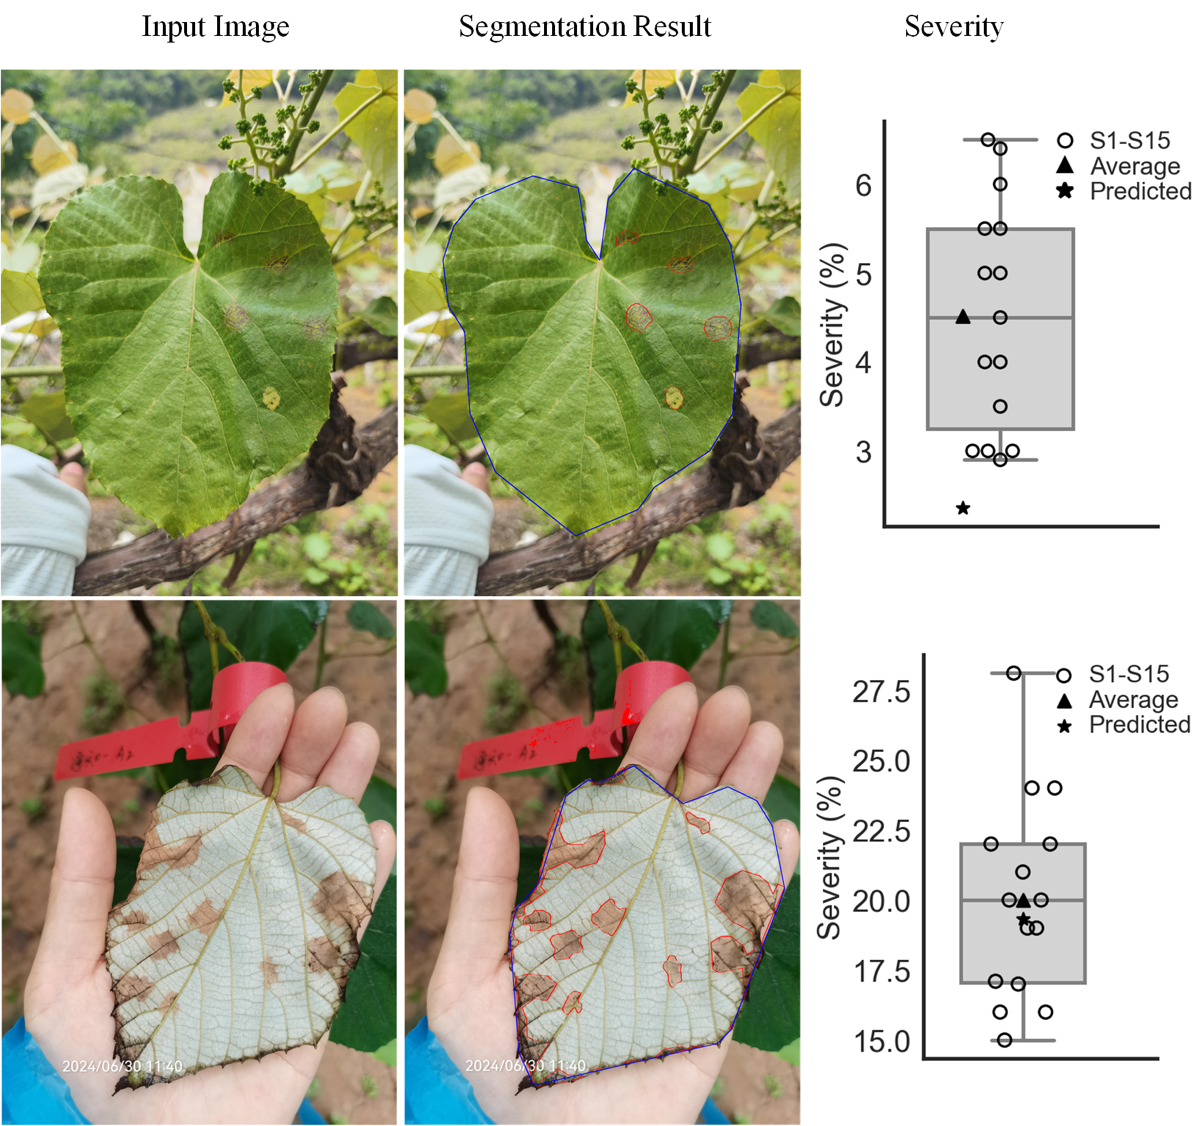 Input Image
Segmentation Result
Severity
S1-S15
Average
Predicted
6
5
4
3
Severity (%)
S1-S15
Average
Predicted
27.5
25.0
22.5
20.0
17.5
15.0
Severity (%)
2024/06/30 11:40
2024/06/30 11:40